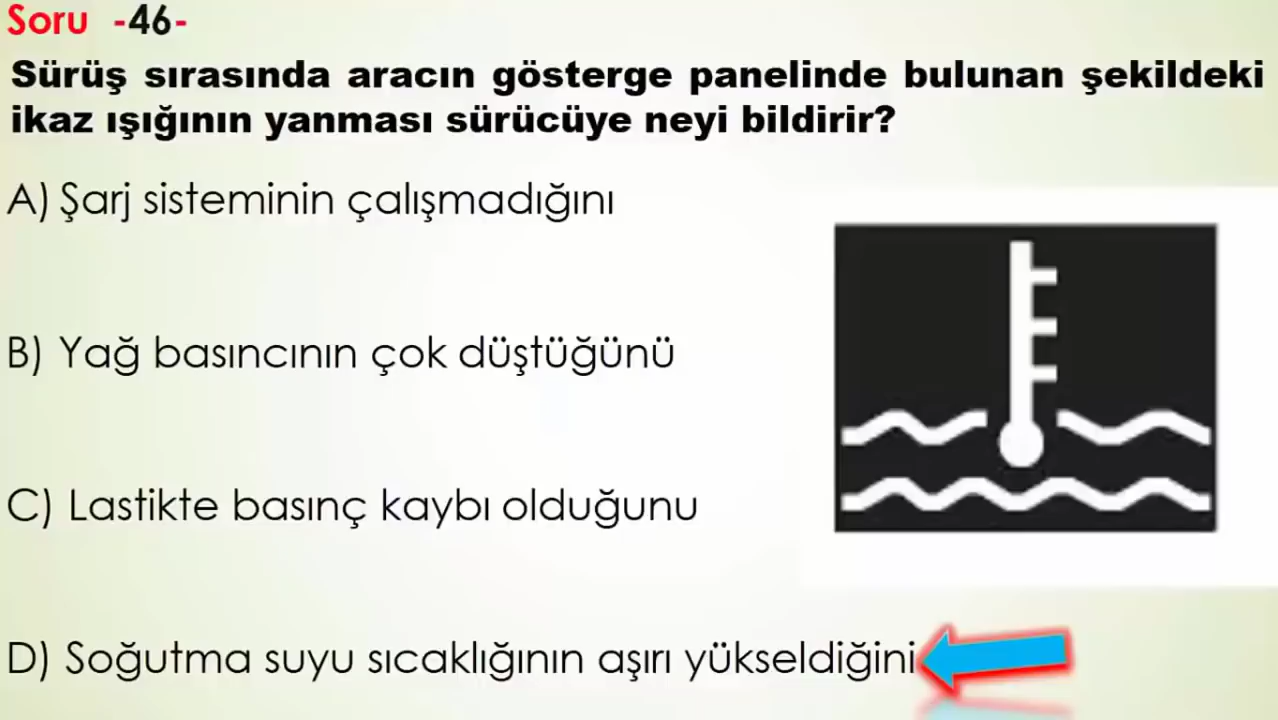 Soru -46-
Sürüş sırasında aracın gösterge panelinde bulunan şekildeki
ikaz ışığının yanması sürücüye neyi bildirir?
A) Şarj sisteminin çalışmadığını
B) Yağ basıncının çok düştüğünü
C) Lastikte basınç kaybı olduğunu
D) Soğutma suyu sıcaklığının aşırı yükseldiğini